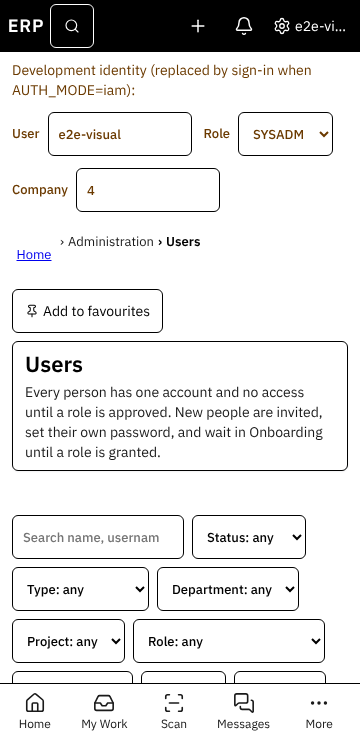 ERP
e2e-vi...
Development identity (replaced by sign-in when
AUTH_MODE=iam):
User e2e-visual Role SYSADM
Company 4
Home › Administration › Users
Add to favourites
Users
Every person has one account and no access
until a role is approved. New people are invited,
set their own password, and wait in Onboarding
until a role is granted.
Search name, usernam Status: any
Type: any Department: any
Project: any Role: any
Home My Work Scan Messages More